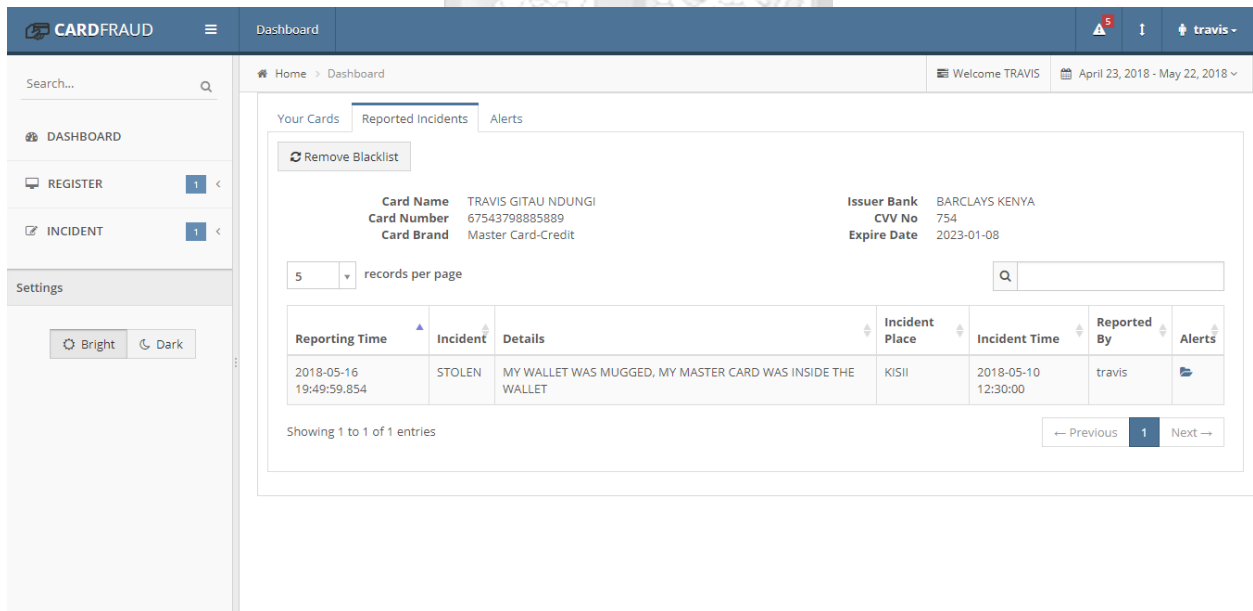 CARDFRAUD
Dashboard
5
travis
Search...
Home > Dashboard
Welcome TRAVIS
April 23, 2018 - May 22, 2018
DASHBOARD
REGISTER 1
INCIDENT 1
Settings
Bright
Dark
Your Cards
Reported Incidents
Alerts
Remove Blacklist
Card Name TRAVIS GITAU NDUNGI
Card Number 67543798885889
Card Brand Master Card-Credit
Issuer Bank BARCLAYS KENYA
CVV No 754
Expire Date 2023-01-08
5 records per page
Reporting Time
Incident
Details
Incident
Place
Incident Time
Reported
By
Alerts
2018-05-16
19:49:59.854
STOLEN
MY WALLET WAS MUGGED, MY MASTER CARD WAS INSIDE THE
WALLET
KISII
2018-05-10
12:30:00
travis
Showing 1 to 1 of 1 entries
← Previous 1 Next →